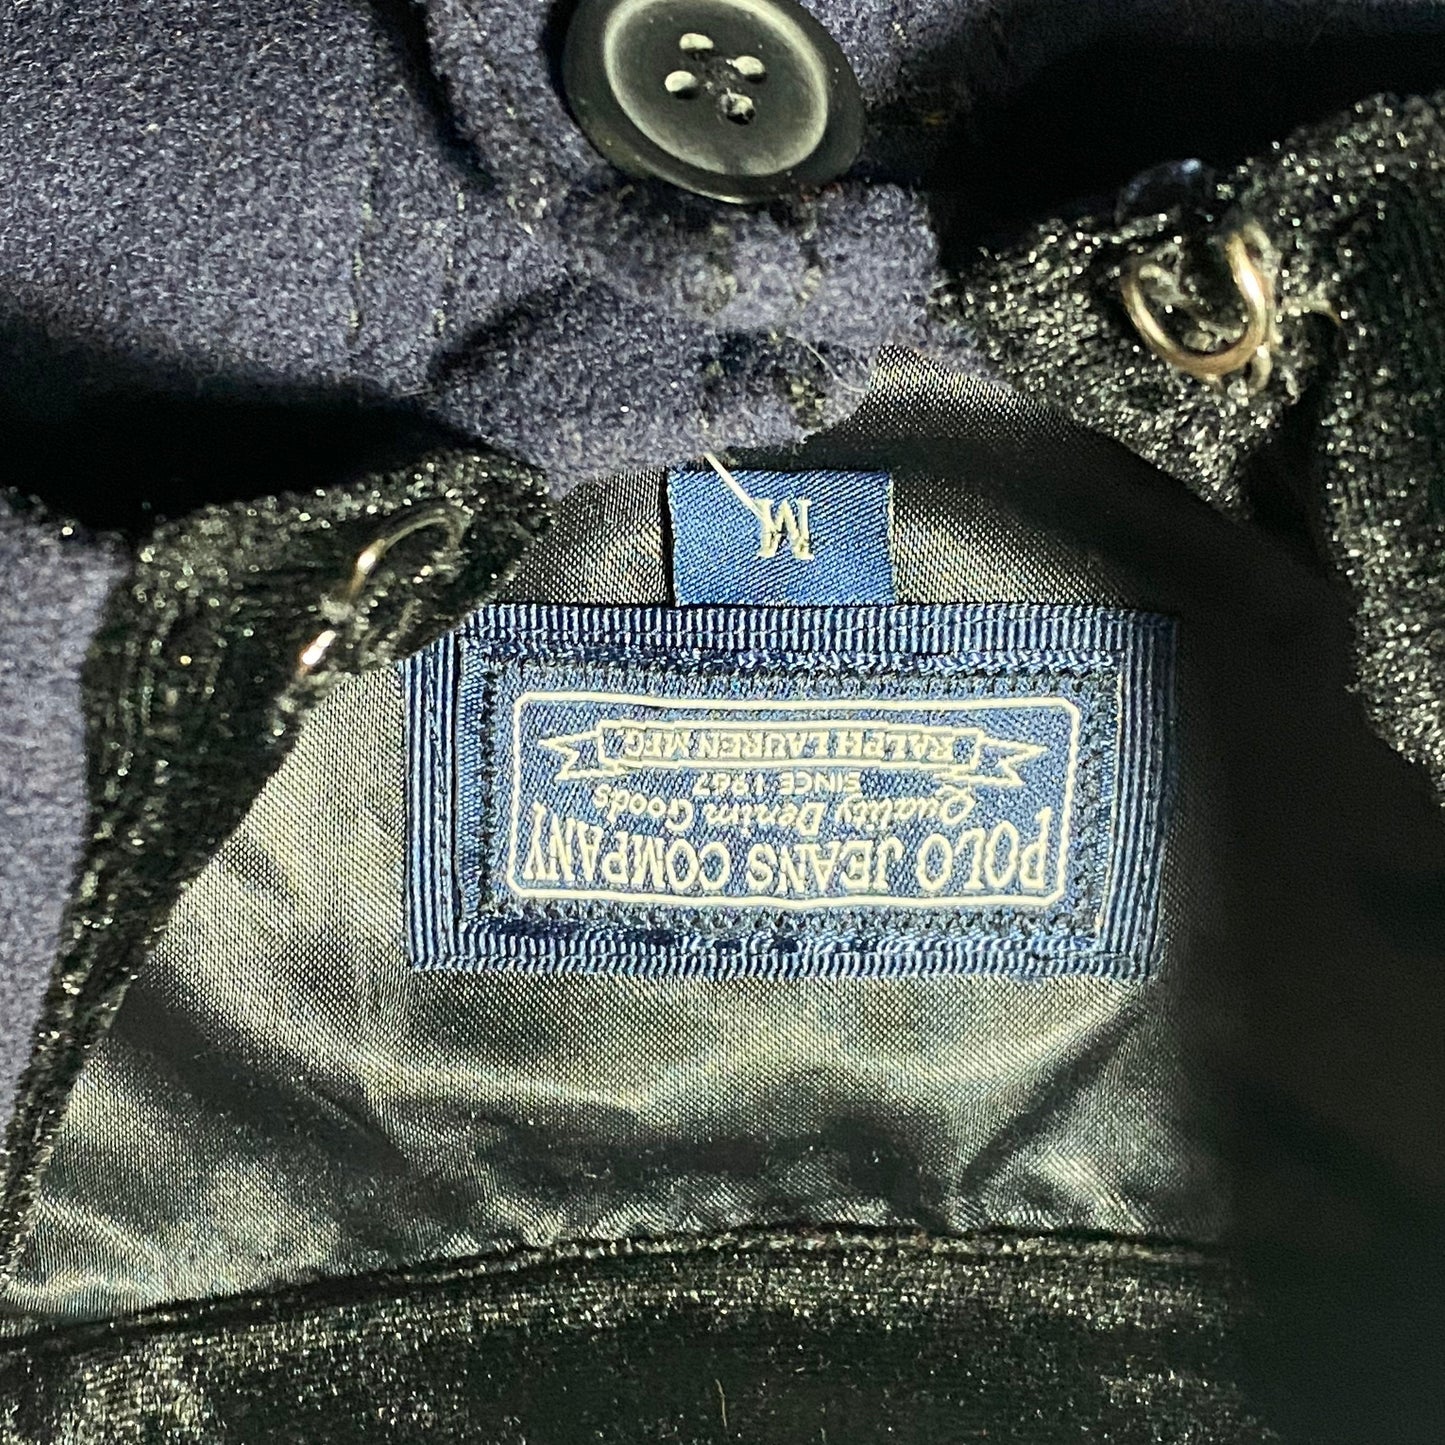 POLO JEANS COMPANY
Quality Denim Goods
SINCE 1967
RALPH LAUREN MFG
M